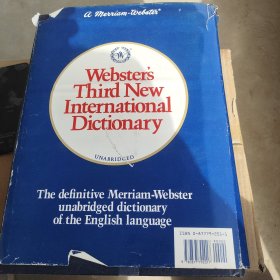 a Merriam-Webster®
Webster's
Third New
International
Dictionary
UNABRIDGED
The definitive Merriam-Webster
unabridged dictionary
of the English language